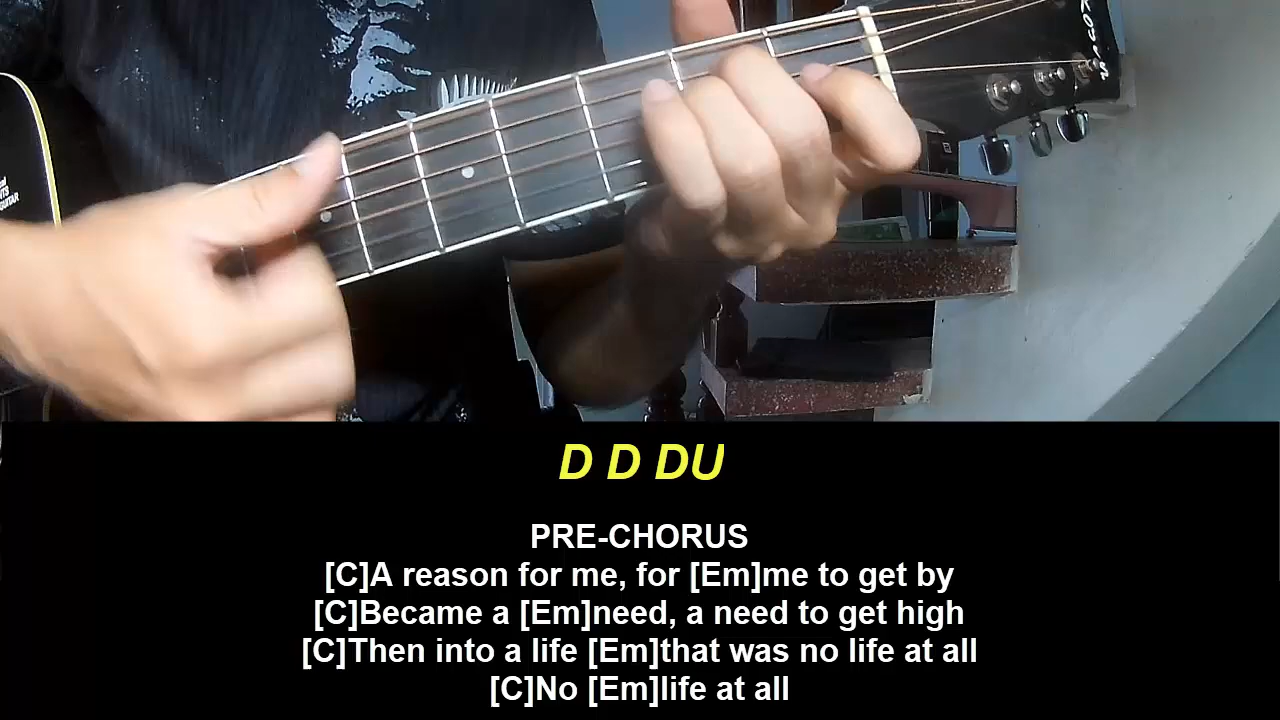 D D DU
PRE-CHORUS
[C]A reason for me, for [Em]me to get by
[C]Became a [Em]need, a need to get high
[C]Then into a life [Em]that was no life at all
[C]No [Em]life at all